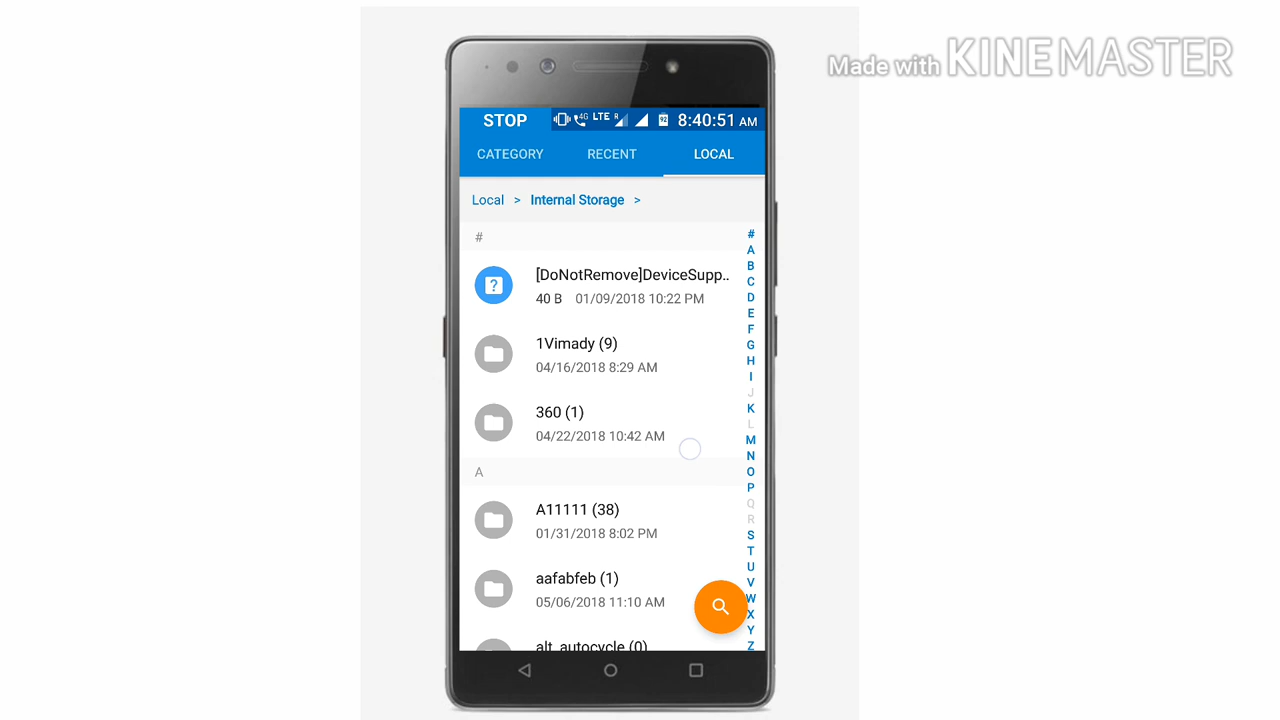 Made with KINEMASTER
STOP 4G LTE R 92 8:40:51 AM
CATEGORY RECENT LOCAL
Local > Internal Storage >
#
[DoNotRemove]DeviceSupp..
40 B 01/09/2018 10:22 PM
1Vimady (9)
04/16/2018 8:29 AM
360 (1)
04/22/2018 10:42 AM
A
A11111 (38)
01/31/2018 8:02 PM
aafabfeb (1)
05/06/2018 11:10 AM
alt_autocycle (0)
#
A
B
C
D
E
F
G
H
I
J
K
L
M
N
O
P
Q
R
S
T
U
V
W
X
Y
Z